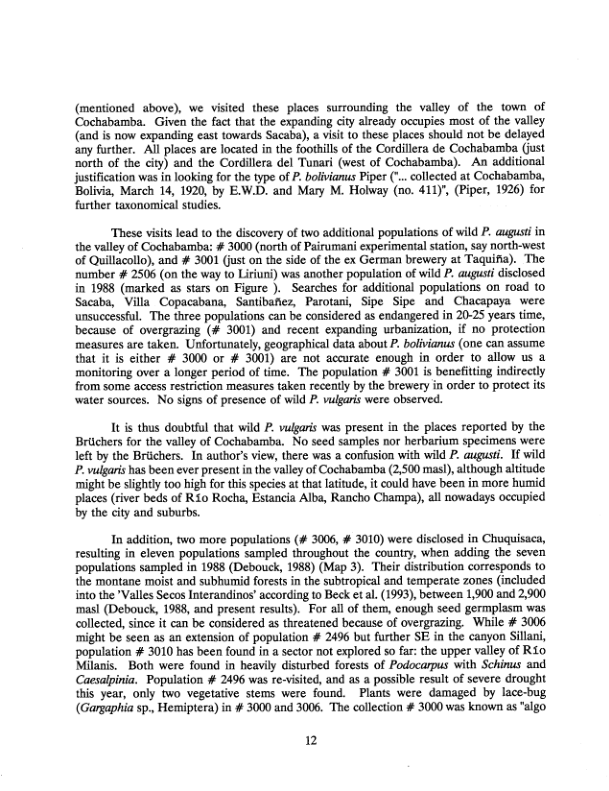 (mentioned above), we visited these places surrounding the valley of the town of
Cochabamba. Given the fact that the expanding city already occupies most of the valley
(and is now expanding east towards Sacaba), a visit to these places should not be delayed
any further. All places are located in the foothills of the Cordillera de Cochabamba (just
north of the city) and the Cordillera del Tunari (west of Cochabamba). An additional
justification was in looking for the type of P. bolivianus Piper ("... collected at Cochabamba,
Bolivia, March 14, 1920, by E.W.D. and Mary M. Holway (no. 411)", (Piper, 1926) for
further taxonomical studies.
These visits lead to the discovery of two additional populations of wild P. augusti in
the valley of Cochabamba: # 3000 (north of Pairumani experimental station, say north-west
of Quillacollo), and # 3001 (just on the side of the ex German brewery at Taquiña). The
number # 2506 (on the way to Liriuni) was another population of wild P. augusti disclosed
in 1988 (marked as stars on Figure ). Searches for additional populations on road to
Sacaba, Villa Copacabana, Santibañez, Parotani, Sipe Sipe and Chacapaya were
unsuccessful. The three populations can be considered as endangered in 20-25 years time,
because of overgrazing (# 3001) and recent expanding urbanization, if no protection
measures are taken. Unfortunately, geographical data about P. bolivianus (one can assume
that it is either # 3000 or # 3001) are not accurate enough in order to allow us a
monitoring over a longer period of time. The population # 3001 is benefitting indirectly
from some access restriction measures taken recently by the brewery in order to protect its
water sources. No signs of presence of wild P. vulgaris were observed.
It is thus doubtful that wild P. vulgaris was present in the places reported by the
Brüchers for the valley of Cochabamba. No seed samples nor herbarium specimens were
left by the Brüchers. In author's view, there was a confusion with wild P. augusti. If wild
P. vulgaris has been ever present in the valley of Cochabamba (2,500 masl), although altitude
might be slightly too high for this species at that latitude, it could have been in more humid
places (river beds of Río Rocha, Estancia Alba, Rancho Champa), all nowadays occupied
by the city and suburbs.
In addition, two more populations (# 3006, # 3010) were disclosed in Chuquisaca,
resulting in eleven populations sampled throughout the country, when adding the seven
populations sampled in 1988 (Debouck, 1988) (Map 3). Their distribution corresponds to
the montane moist and subhumid forests in the subtropical and temperate zones (included
into the 'Valles Secos Interandinos' according to Beck et al. (1993), between 1,900 and 2,900
masl (Debouck, 1988, and present results). For all of them, enough seed germplasm was
collected, since it can be considered as threatened because of overgrazing. While # 3006
might be seen as an extension of population # 2496 but further SE in the canyon Sillani,
population # 3010 has been found in a sector not explored so far: the upper valley of Río
Milanis. Both were found in heavily disturbed forests of Podocarpus with Schinus and
Caesalpinia. Population # 2496 was re-visited, and as a possible result of severe drought
this year, only two vegetative stems were found. Plants were damaged by lace-bug
(Gargaphia sp., Hemiptera) in # 3000 and 3006. The collection # 3000 was known as "algo
12